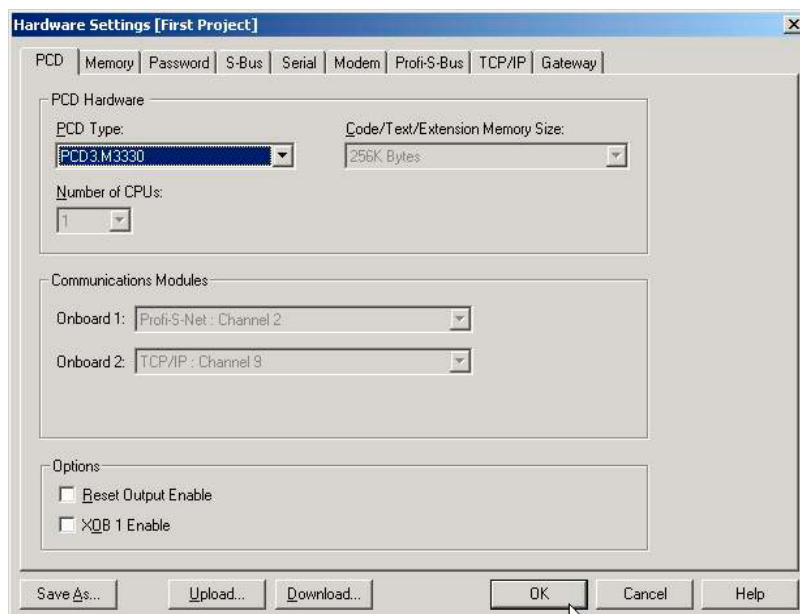 Hardware Settings [First Project]
PCD Memory Password S-Bus Serial Modem Profi-S-Bus TCP/IP Gateway
PCD Hardware
PCD Type: Code/Text/Extension Memory Size:
PCD3.M3330 256K Bytes
Number of CPUs:
1
Communications Modules
Onboard 1: Profi-S-Net : Channel 2
Onboard 2: TCP/IP : Channel 9
Options
Reset Output Enable
XOB 1 Enable
Save As... Upload... Download... OK Cancel Help